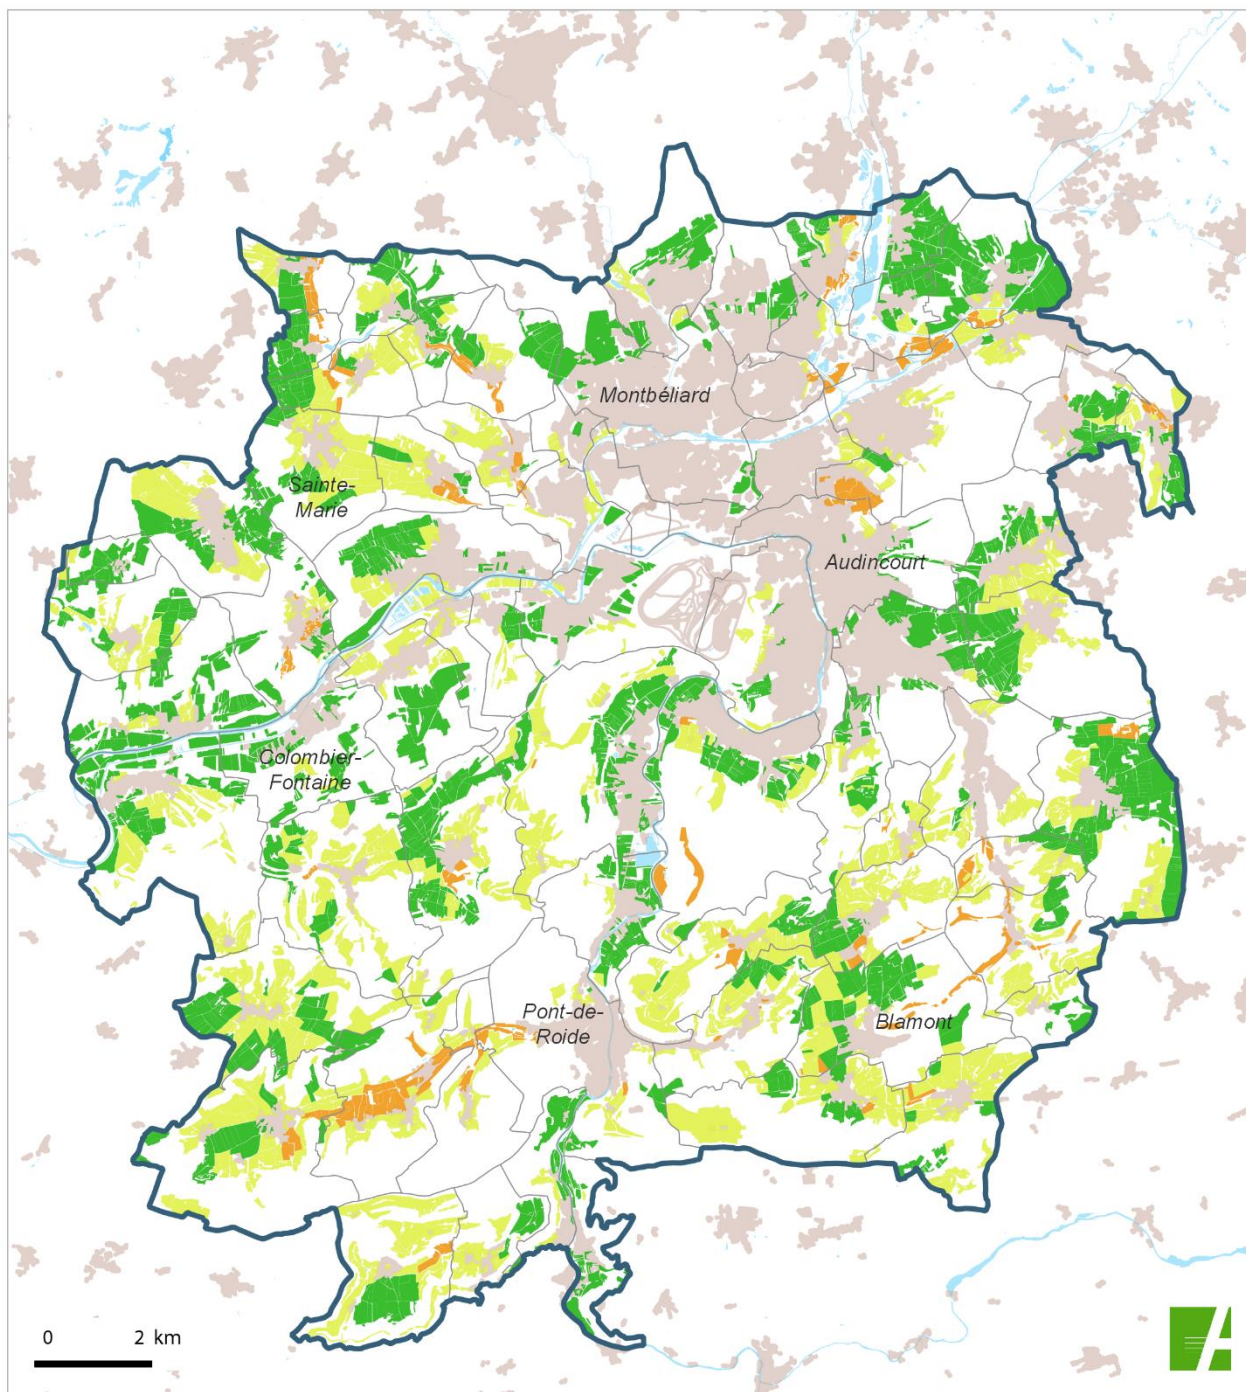 Montbéliard
Sainte-
Marie
Audincourt
Colombier-
Fontaine
Pont-de-
Roide
Blamont
0 2 km